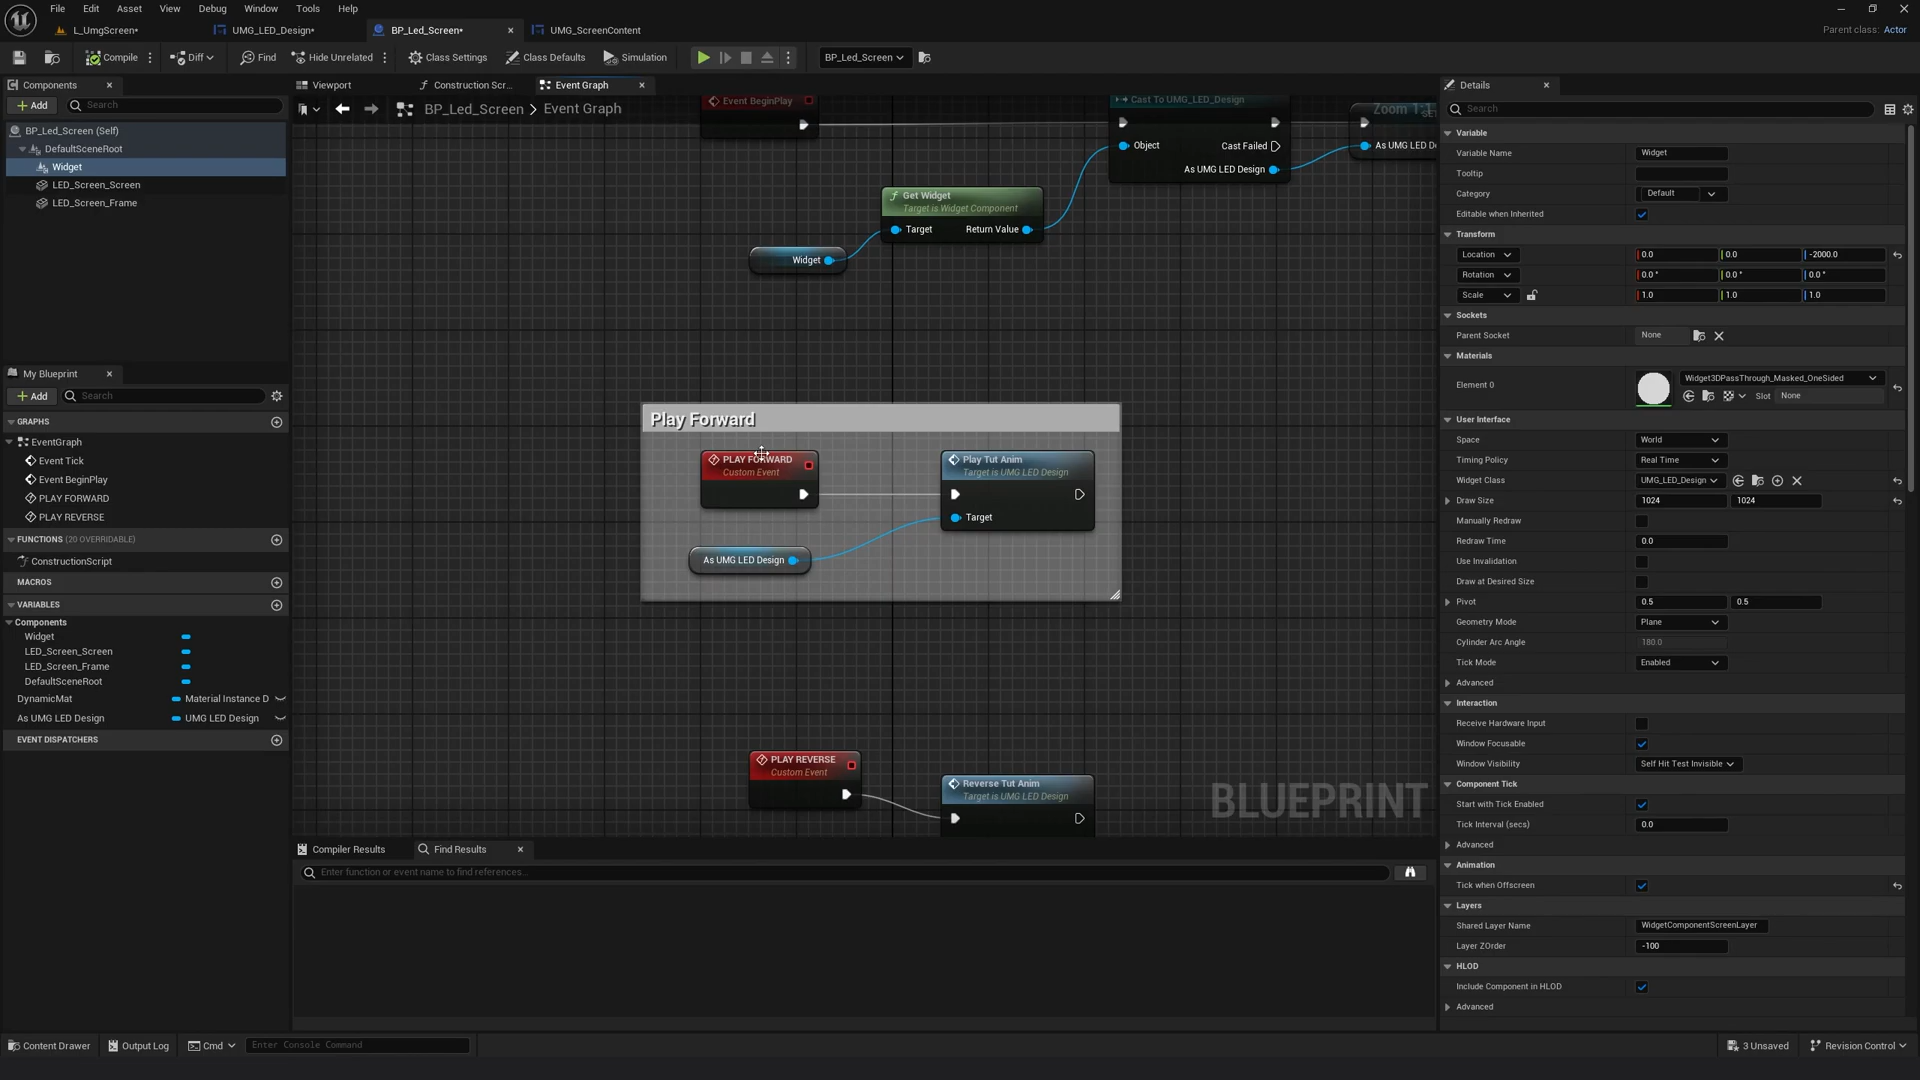 File Edit Asset View Debug Window Tools Help
L_UmgScreen• UMG_LED_Design• BP_Led_Screen• UMG_ScreenContent
Parent class: Actor
Compile Diff Find Hide Unrelated Class Settings Class Defaults Simulation BP_Led_Screen
Components
Add Search
BP_Led_Screen (Self)
DefaultSceneRoot
Widget
LED_Screen_Screen
LED_Screen_Frame
My Blueprint
Add Search
GRAPHS
EventGraph
Event Tick
Event BeginPlay
PLAY FORWARD
PLAY REVERSE
FUNCTIONS (20 OVERRIDABLE)
ConstructionScript
MACROS
VARIABLES
Components
Widget
LED_Screen_Screen
LED_Screen_Frame
DefaultSceneRoot
DynamicMat Material Instance D
As UMG LED Design UMG LED Design
EVENT DISPATCHERS
Viewport Construction Scr... Event Graph
BP_Led_Screen > Event Graph
Zoom 1:1
Event BeginPlay
Cast To UMG_LED_Design
SET
Object Cast Failed
As UMG LED Design
As UMG LED D
Get Widget
Target is Widget Component
Target Return Value
Widget
Play Forward
PLAY FORWARD
Custom Event
Play Tut Anim
Target is UMG LED Design
Target
As UMG LED Design
PLAY REVERSE
Custom Event
Reverse Tut Anim
Target is UMG LED Design
BLUEPRINT
Compiler Results Find Results
Enter function or event name to find references...
Details
Search
Variable
Variable Name Widget
Tooltip
Category Default
Editable when Inherited
Transform
Location 0.0 0.0 -2000.0
Rotation 0.0 ° 0.0 ° 0.0 °
Scale 1.0 1.0 1.0
Sockets
Parent Socket None
Materials
Element 0 Widget3DPassThrough_Masked_OneSided
Slot None
User Interface
Space World
Timing Policy Real Time
Widget Class UMG_LED_Design
Draw Size 1024 1024
Manually Redraw
Redraw Time 0.0
Use Invalidation
Draw at Desired Size
Pivot 0.5 0.5
Geometry Mode Plane
Cylinder Arc Angle 180.0
Tick Mode Enabled
Advanced
Interaction
Receive Hardware Input
Window Focusable
Window Visibility Self Hit Test Invisible
Component Tick
Start with Tick Enabled
Tick Interval (secs) 0.0
Advanced
Animation
Tick when Offscreen
Layers
Shared Layer Name WidgetComponentScreenLayer
Layer ZOrder -100
HLOD
Include Component in HLOD
Advanced
Content Drawer Output Log Cmd Enter Console Command 3 Unsaved Revision Control